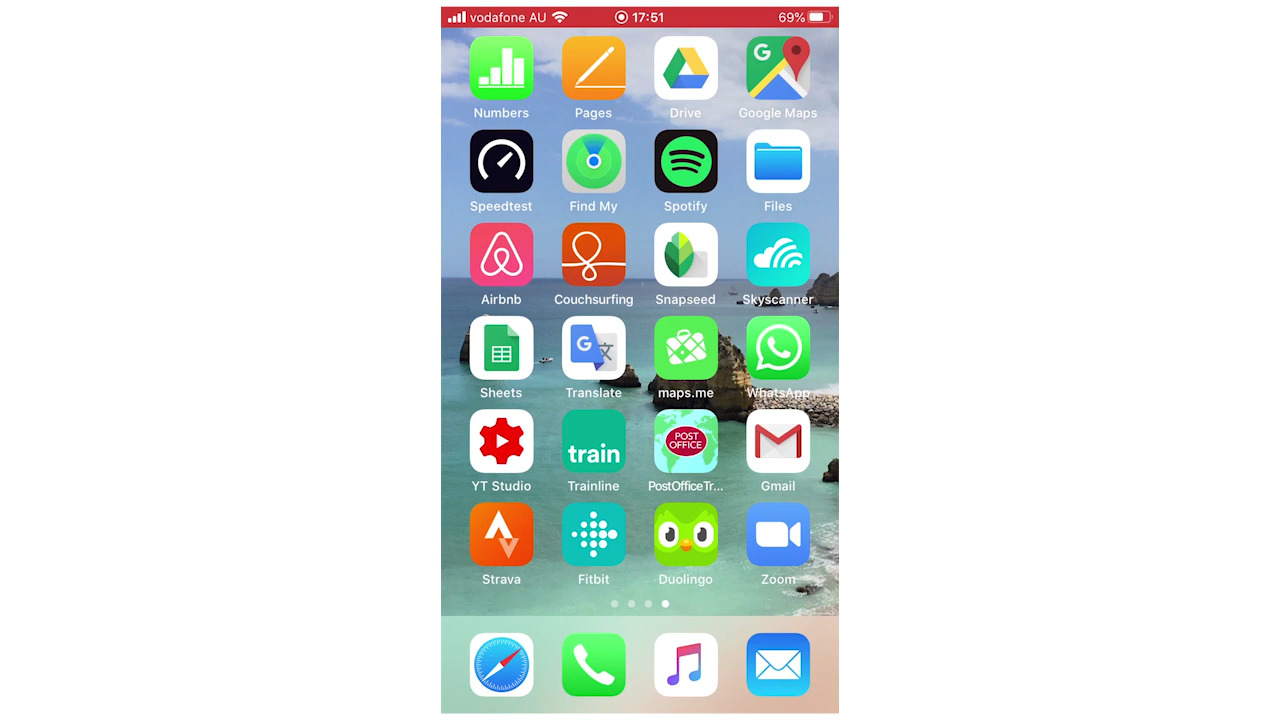 vodafone AU 17:51 69%
G
Numbers Pages Drive Google Maps
Speedtest Find My Spotify Files
Airbnb Couchsurfing Snapseed Skyscanner
G 文
Sheets Translate maps.me WhatsApp
train POST OFFICE
YT Studio Trainline PostOfficeTr... Gmail
Strava Fitbit Duolingo Zoom